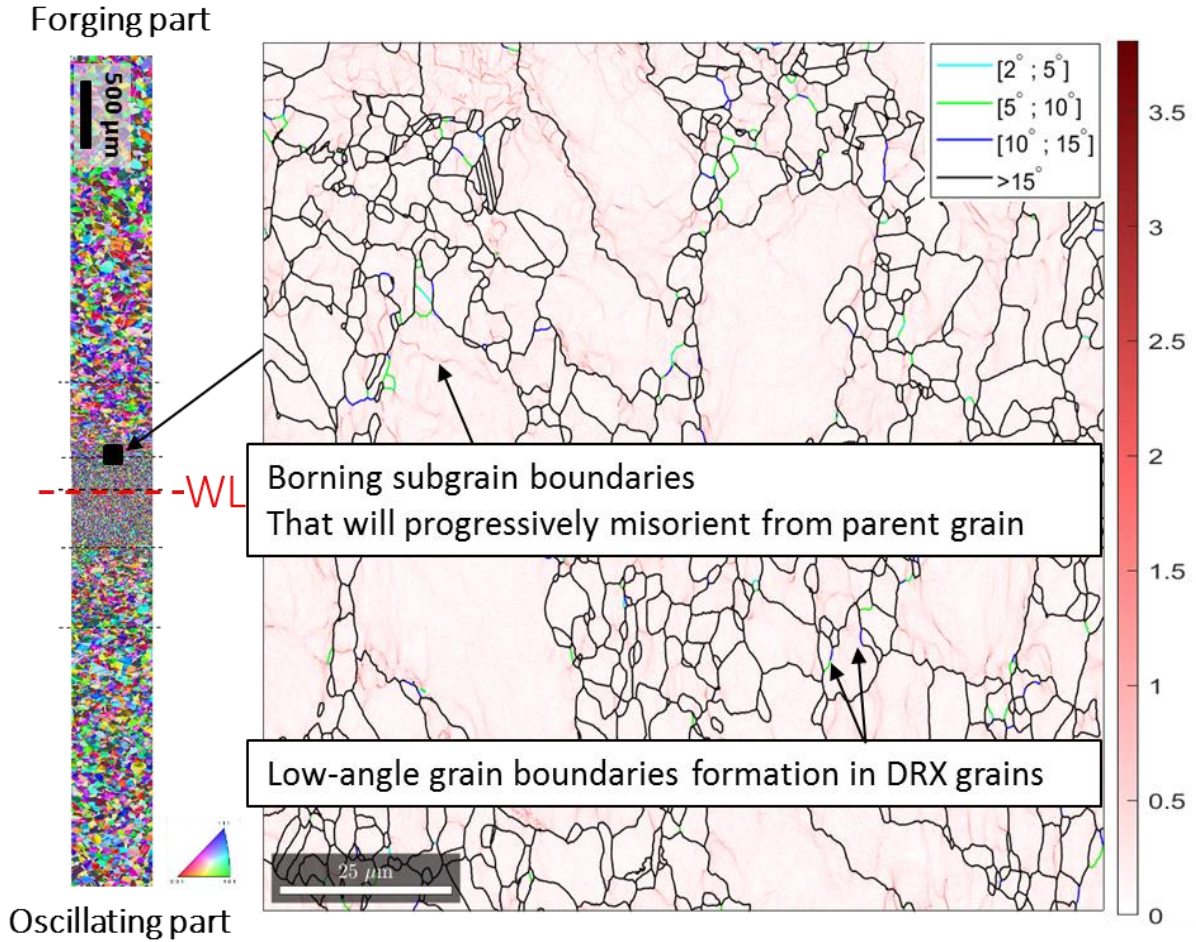 Forging part
500 µm
WL
Oscillating part
[2° ; 5°]
[5° ; 10°]
[10° ; 15°]
>15°
Borning subgrain boundaries
That will progressively misorient from parent grain
Low-angle grain boundaries formation in DRX grains
25 µm
3.5
3
2.5
2
1.5
1
0.5
0